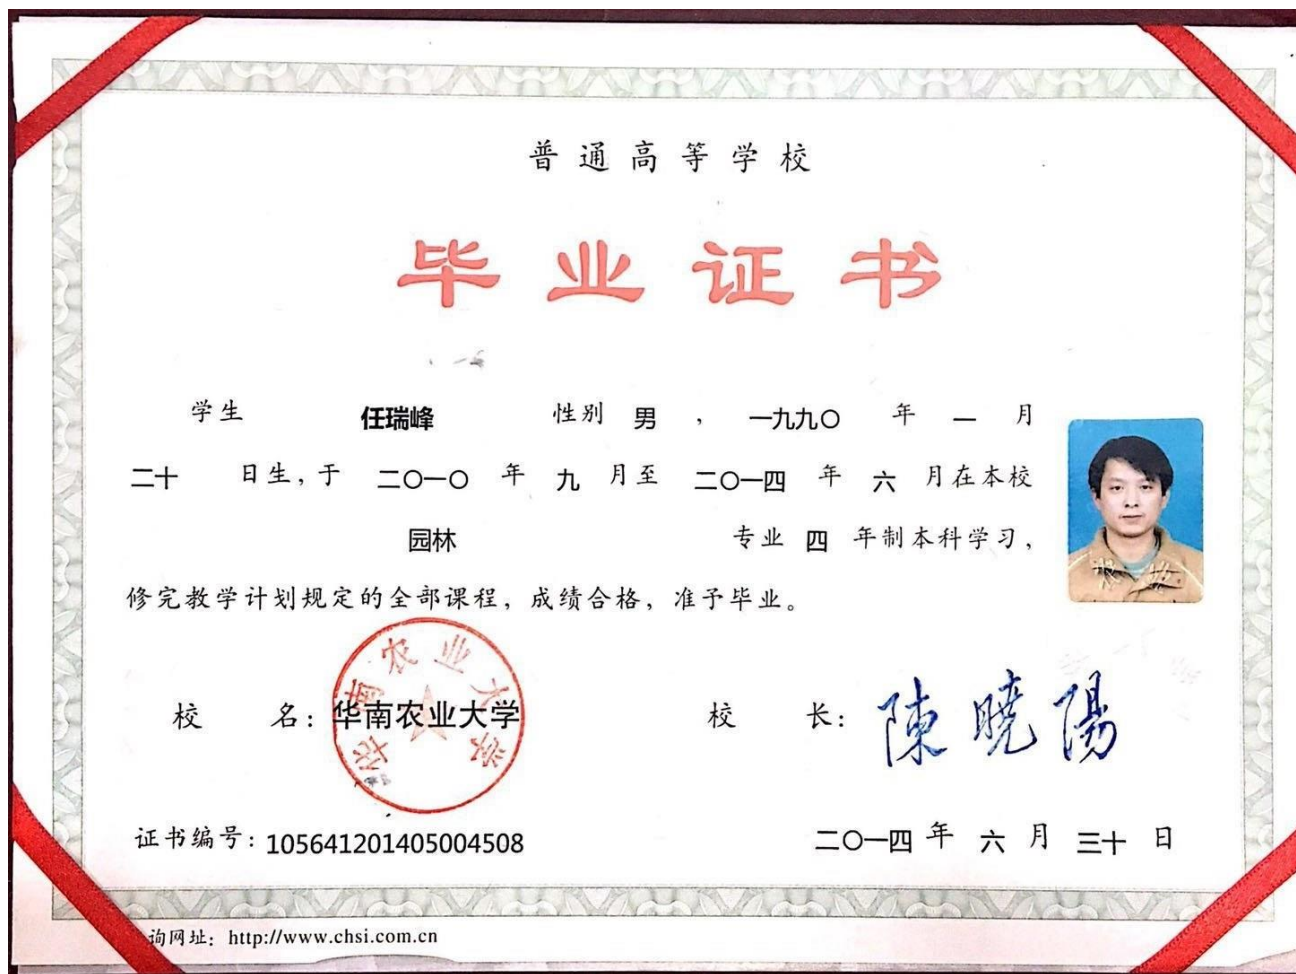 普通高等学校
毕业证书
学生 任瑞峰 性别 男 , 一九九〇 年 一 月
二十 日生,于 二〇一〇 年 九 月至 二〇一四 年 六 月在本校
园林 专业 四 年制本科学习,
修完教学计划规定的全部课程,成绩合格,准予毕业。
华南农业大学
校 名: 华南农业大学 校 长: 陳曉陽
证书编号: 105641201405004508 二〇一四 年 六 月 三十 日
询网址: http://www.chsi.com.cn